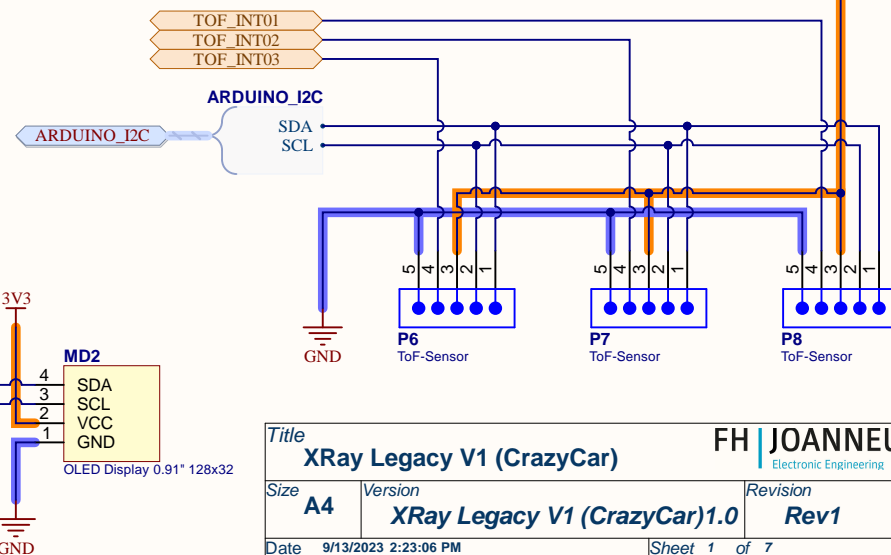 TOF_INT01
TOF_INT02
TOF_INT03
ARDUINO_I2C
ARDUINO_I2C
SDA
SCL
5 4 3 2 1
5 4 3 2 1
5 4 3 2 1
P6
ToF-Sensor
P7
ToF-Sensor
P8
ToF-Sensor
GND
3V3
MD2
4 SDA
3 SCL
2 VCC
1 GND
OLED Display 0.91" 128x32
GND
Title
XRay Legacy V1 (CrazyCar)
FH JOANNEU
Electronic Engineering
Size
A4
Version
XRay Legacy V1 (CrazyCar)1.0
Revision
Rev1
Date 9/13/2023 2:23:06 PM
Sheet 1 of 7